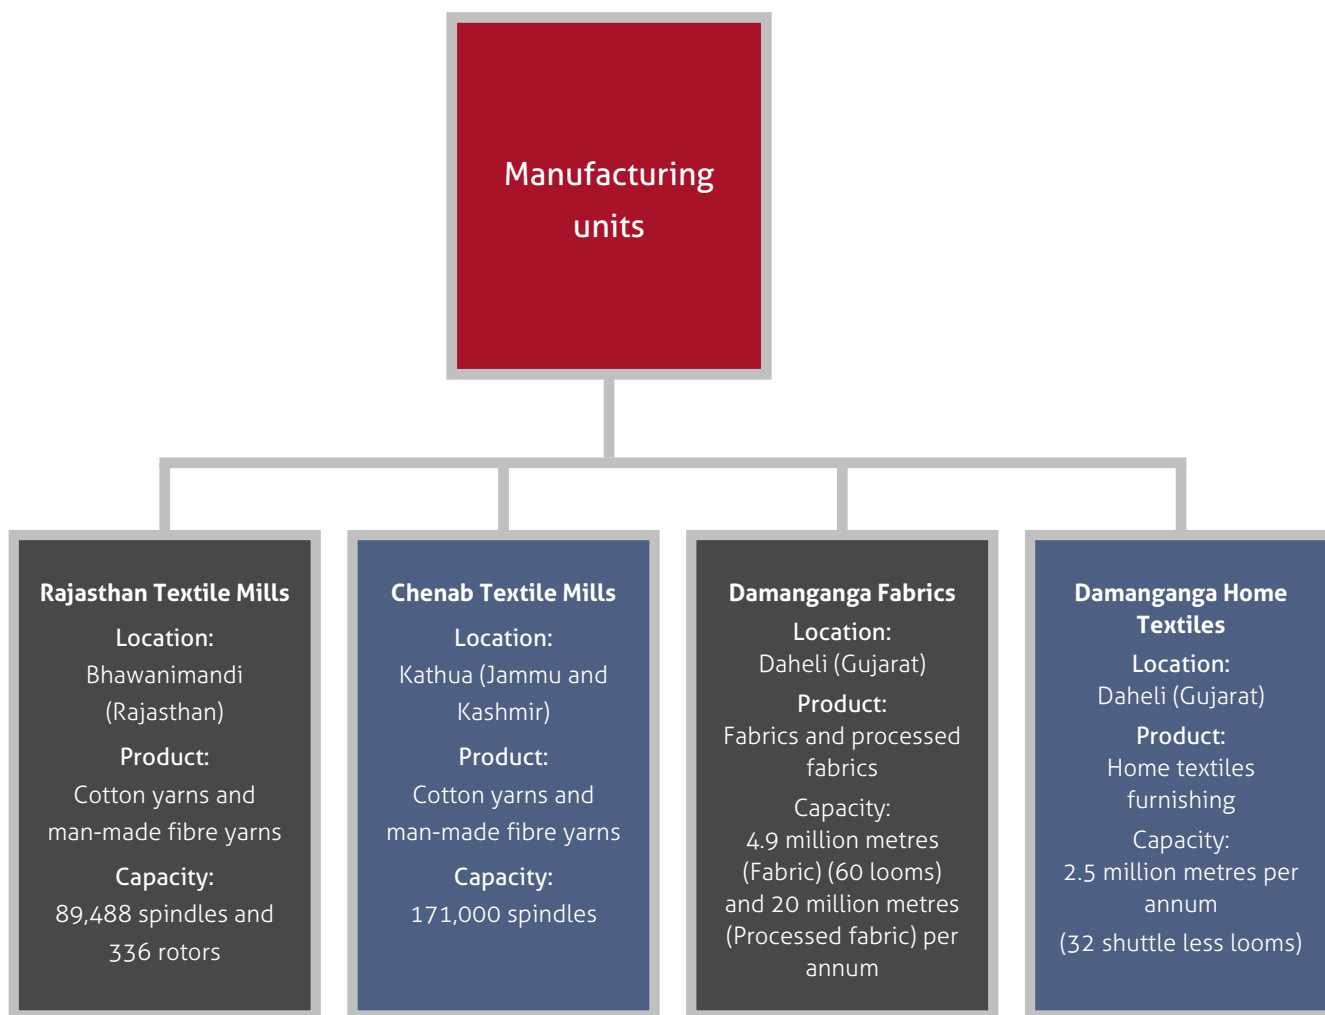 Manufacturing
units
Rajasthan Textile Mills
Location:
Bhawanimandi
(Rajasthan)
Product:
Cotton yarns and
man-made fibre yarns
Capacity:
89,488 spindles and
336 rotors
Chenab Textile Mills
Location:
Kathua (Jammu and
Kashmir)
Product:
Cotton yarns and
man-made fibre yarns
Capacity:
171,000 spindles
Damanganga Fabrics
Location:
Daheli (Gujarat)
Product:
Fabrics and processed
fabrics
Capacity:
4.9 million metres
(Fabric) (60 looms)
and 20 million metres
(Processed fabric) per
annum
Damanganga Home
Textiles
Location:
Daheli (Gujarat)
Product:
Home textiles
furnishing
Capacity:
2.5 million metres per
annum
(32 shuttle less looms)